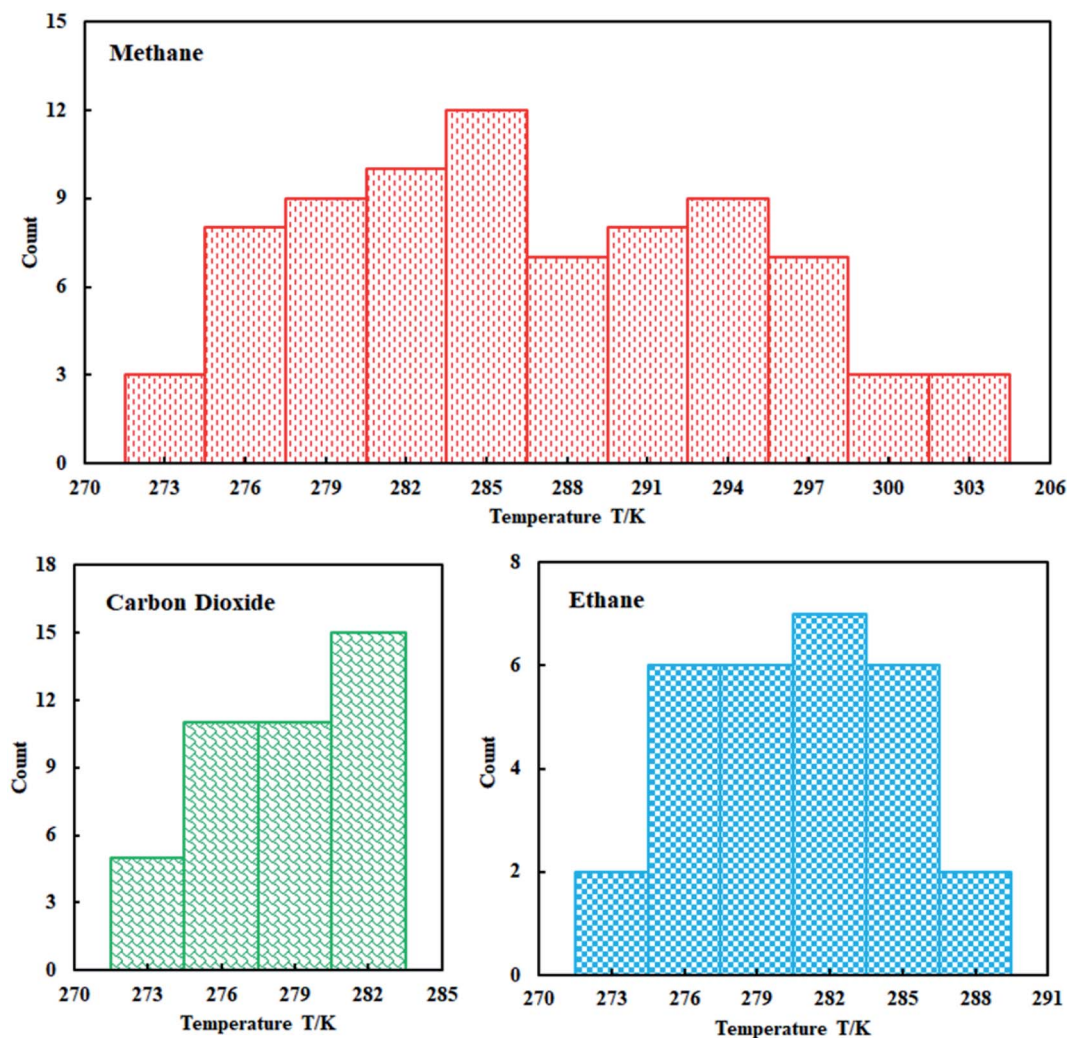 15
Methane
12
9
Count
6
3
0
270 273 276 279 282 285 288 291 294 297 300 303 206
Temperature T/K
18
Carbon Dioxide
15
12
Count
9
6
3
0
270 273 276 279 282 285
Temperature T/K
8
Ethane
6
Count
4
2
0
270 273 276 279 282 285 288 291
Temperature T/K